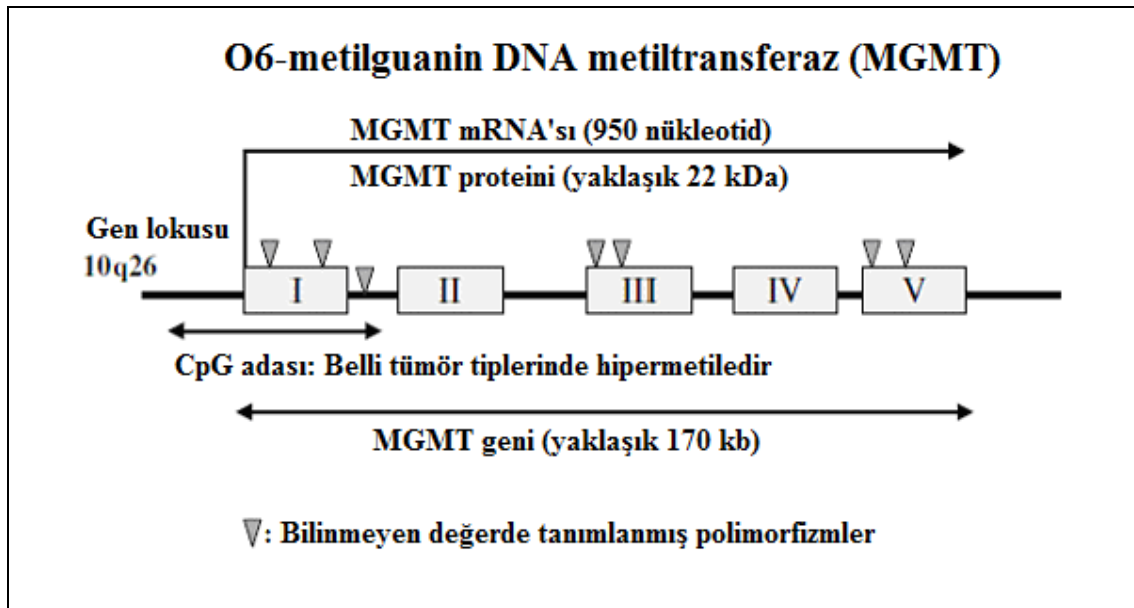 O6-metilguanin DNA metiltransferaz (MGMT)
MGMT mRNA'sı (950 nükleotid)
MGMT proteini (yaklaşık 22 kDa)
Gen lokusu
10q26
I II III IV V
CpG adası: Belli tümör tiplerinde hipermetiledir
MGMT geni (yaklaşık 170 kb)
: Bilinmeyen değerde tanımlanmış polimorfizmler